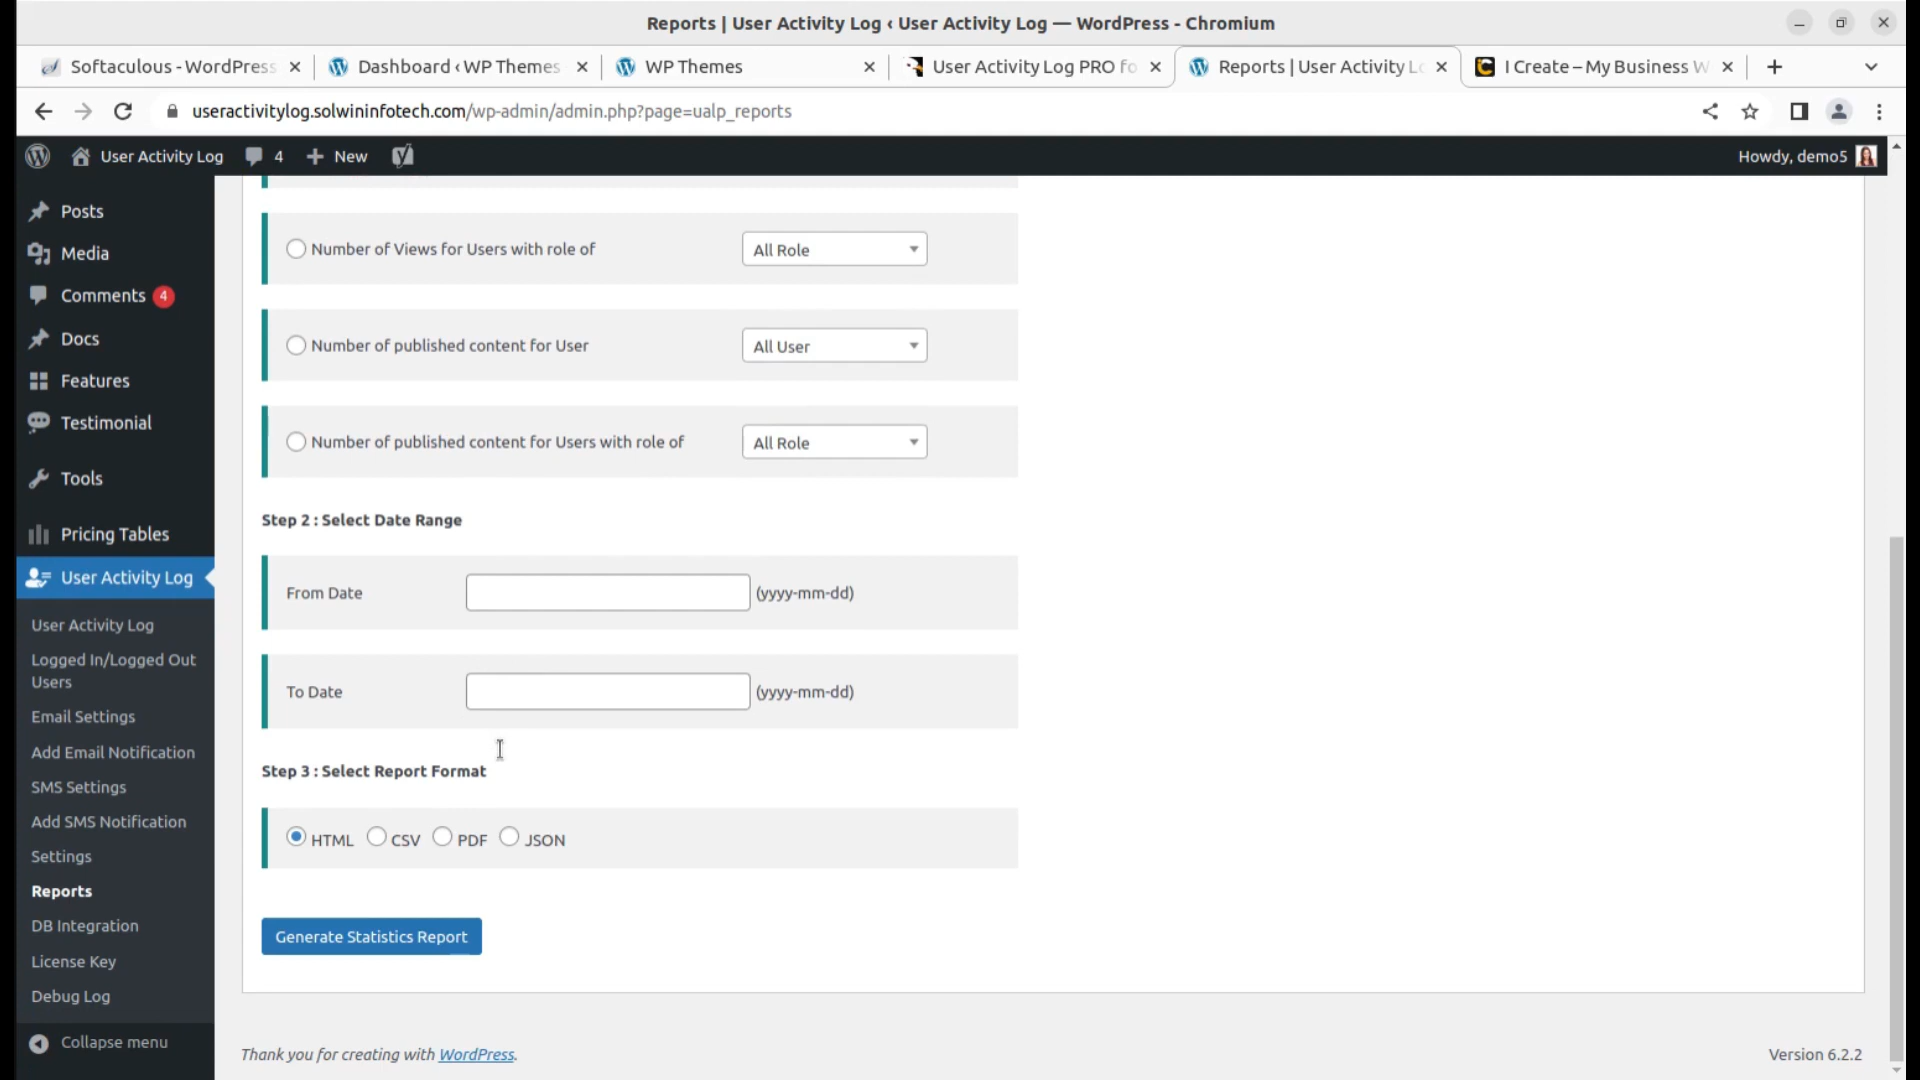 Reports | User Activity Log ‹ User Activity Log — WordPress - Chromium
Softaculous - WordPress
Dashboard ‹ WP Themes
WP Themes
User Activity Log PRO fo
Reports | User Activity Lo
I Create – My Business W
useractivitylog.solwininfotech.com/wp-admin/admin.php?page=ualp_reports
User Activity Log
4
New
Howdy, demo5
Posts
Media
Comments 4
Docs
Features
Testimonial
Tools
Pricing Tables
User Activity Log
User Activity Log
Logged In/Logged Out
Users
Email Settings
Add Email Notification
SMS Settings
Add SMS Notification
Settings
Reports
DB Integration
License Key
Debug Log
Collapse menu
Number of Views for Users with role of
All Role
Number of published content for User
All User
Number of published content for Users with role of
All Role
Step 2 : Select Date Range
From Date
(yyyy-mm-dd)
To Date
(yyyy-mm-dd)
Step 3 : Select Report Format
HTML CSV PDF JSON
Generate Statistics Report
Thank you for creating with WordPress.
Version 6.2.2